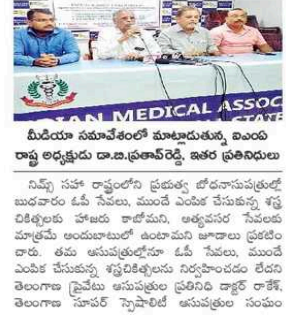 INDIAN MEDICAL ASSOC
STATE
మీడియా సమావేశంలో మాట్లాడుతున్న ఐఎంఏ
రాష్ట్ర అధ్యక్షుడు డా.బి.ప్రతాప్‌రెడ్డి, ఇతర ప్రతినిధులు
నిమ్స్ సహా రాష్ట్రంలోని ప్రభుత్వ బోధనాసుపత్రుల్లో
బుధవారం ఓపీ సేవలు, ముందే ఎంపిక చేసుకున్న శస్త్ర
చికిత్సలకు హాజరు కాబోమని, అత్యవసర సేవలకు
మాత్రమే అందుబాటులో ఉంటామని జూడాలు ప్రకటిం
చారు. తమ ఆసుపత్రుల్లోనూ ఓపీ సేవలు, ముందే
ఎంపిక చేసుకున్న శస్త్రచికిత్సలను నిర్వహించడం లేదని
తెలంగాణ ప్రైవేటు ఆసుపత్రుల ప్రతినిధి డాక్టర్ రాకేశ్,
తెలంగాణ సూపర్ స్పెషాలిటీ ఆసుపత్రుల సంఘం